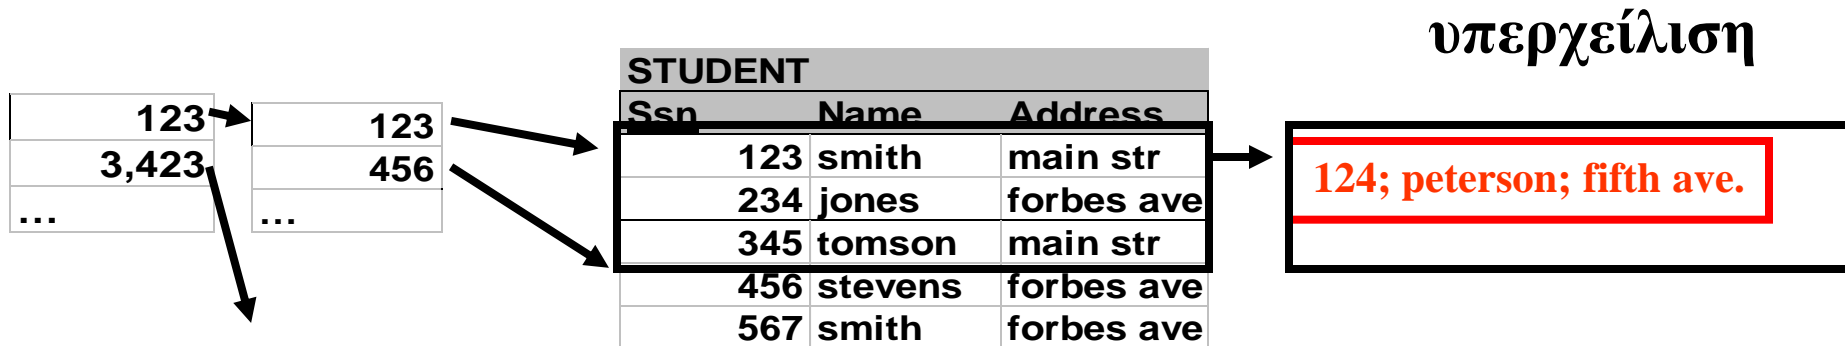 υπερχείλιση
123
3,423
...
123
456
...
STUDENT
Ssn Name Address
123 smith main str
234 jones forbes ave
345 tomson main str
456 stevens forbes ave
567 smith forbes ave
124; peterson; fifth ave.